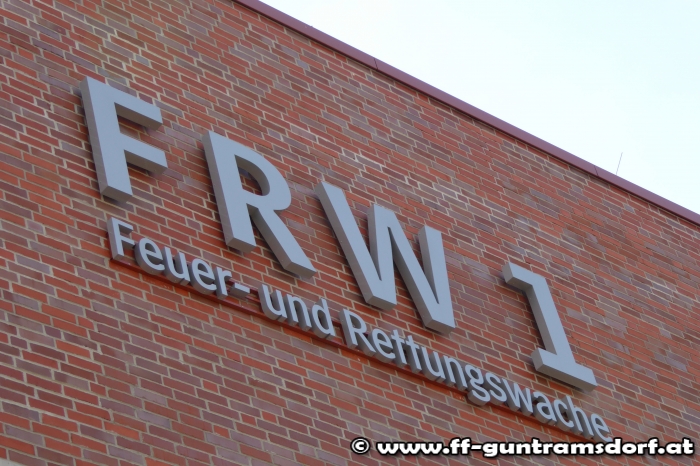 FRW 1
Feuer- und Rettungswache
© www.ff-guntramsdorf.at